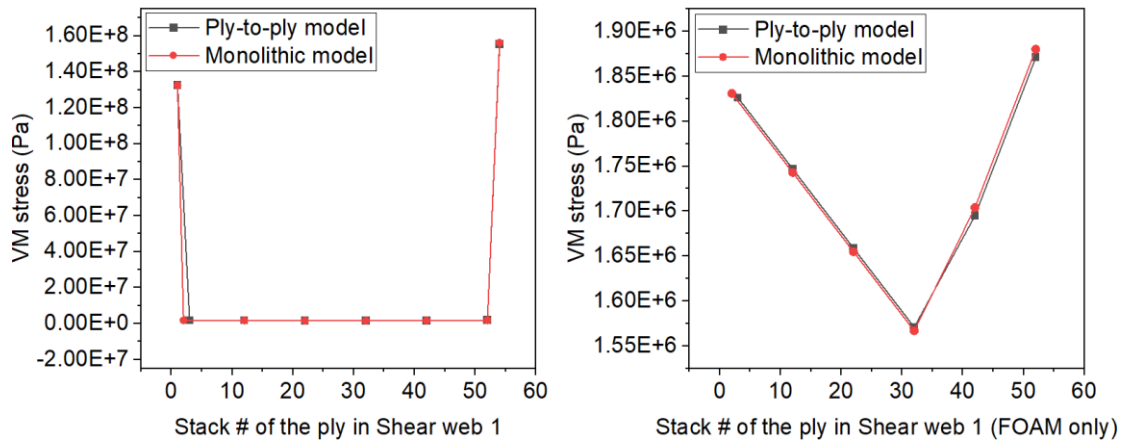 Ply-to-ply model
Monolithic model
1.60E+8
1.40E+8
1.20E+8
1.00E+8
8.00E+7
6.00E+7
4.00E+7
2.00E+7
0.00E+0
-2.00E+7
VM stress (Pa)
0 10 20 30 40 50 60
Stack # of the ply in Shear web 1
Ply-to-ply model
Monolithic model
1.90E+6
1.85E+6
1.80E+6
1.75E+6
1.70E+6
1.65E+6
1.60E+6
1.55E+6
VM stress (Pa)
0 10 20 30 40 50 60
Stack # of the ply in Shear web 1 (FOAM only)